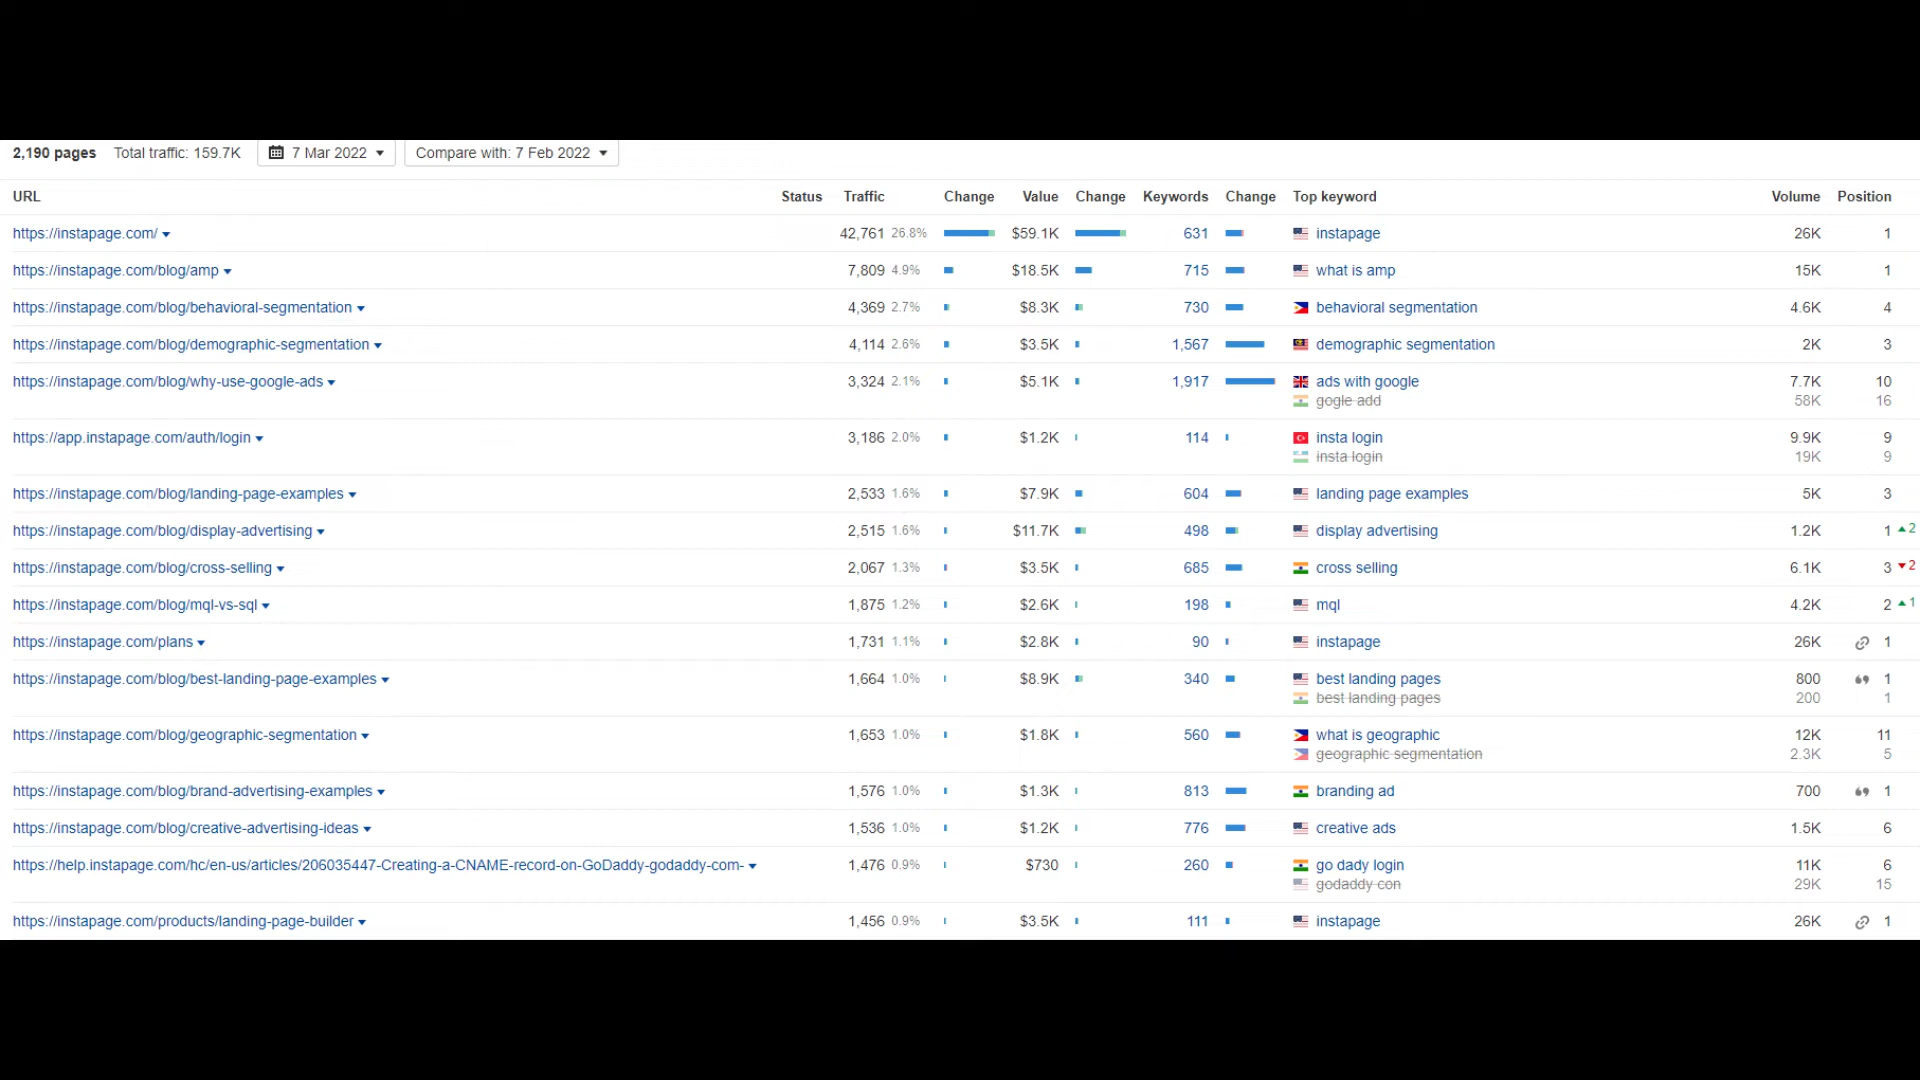 2,190 pages Total traffic: 159.7K 7 Mar 2022 Compare with: 7 Feb 2022
URL Status Traffic Change Value Change Keywords Change Top keyword Volume Position
https://instapage.com/ 42,761 26.8% $59.1K 631 instapage 26K 1
https://instapage.com/blog/amp 7,809 4.9% $18.5K 715 what is amp 15K 1
https://instapage.com/blog/behavioral-segmentation 4,369 2.7% $8.3K 730 behavioral segmentation 4.6K 4
https://instapage.com/blog/demographic-segmentation 4,114 2.6% $3.5K 1,567 demographic segmentation 2K 3
https://instapage.com/blog/why-use-google-ads 3,324 2.1% $5.1K 1,917 ads with google 7.7K 10
gogle add 58K 16
https://app.instapage.com/auth/login 3,186 2.0% $1.2K 114 insta login 9.9K 9
insta login 19K 9
https://instapage.com/blog/landing-page-examples 2,533 1.6% $7.9K 604 landing page examples 5K 3
https://instapage.com/blog/display-advertising 2,515 1.6% $11.7K 498 display advertising 1.2K 1 2
https://instapage.com/blog/cross-selling 2,067 1.3% $3.5K 685 cross selling 6.1K 3 2
https://instapage.com/blog/mql-vs-sql 1,875 1.2% $2.6K 198 mql 4.2K 2 1
https://instapage.com/plans 1,731 1.1% $2.8K 90 instapage 26K 1
https://instapage.com/blog/best-landing-page-examples 1,664 1.0% $8.9K 340 best landing pages 800 1
best landing pages 200 1
https://instapage.com/blog/geographic-segmentation 1,653 1.0% $1.8K 560 what is geographic 12K 11
geographic segmentation 2.3K 5
https://instapage.com/blog/brand-advertising-examples 1,576 1.0% $1.3K 813 branding ad 700 1
https://instapage.com/blog/creative-advertising-ideas 1,536 1.0% $1.2K 776 creative ads 1.5K 6
https://help.instapage.com/hc/en-us/articles/206035447-Creating-a-CNAME-record-on-GoDaddy-godaddy-com- 1,476 0.9% $730 260 go dady login 11K 6
godaddy con 29K 15
https://instapage.com/products/landing-page-builder 1,456 0.9% $3.5K 111 instapage 26K 1